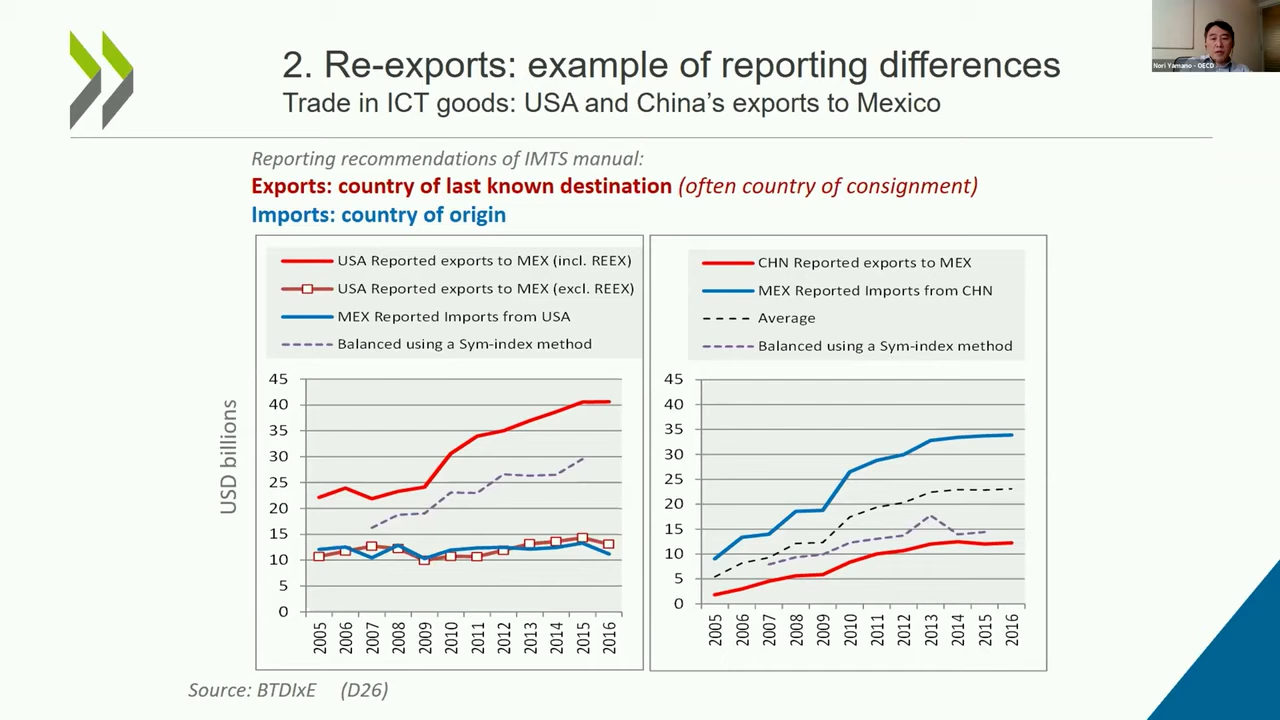 2. Re-exports: example of reporting differences
Trade in ICT goods: USA and China's exports to Mexico
Nori Yamano - OECD
Reporting recommendations of IMTS manual:
Exports: country of last known destination (often country of consignment)
Imports: country of origin
USA Reported exports to MEX (incl. REEX)
USA Reported exports to MEX (excl. REEX)
MEX Reported Imports from USA
Balanced using a Sym-index method
USD billions
45
40
35
30
25
20
15
10
5
0
2005 2006 2007 2008 2009 2010 2011 2012 2013 2014 2015 2016
CHN Reported exports to MEX
MEX Reported Imports from CHN
Average
Balanced using a Sym-index method
45
40
35
30
25
20
15
10
5
0
2005 2006 2007 2008 2009 2010 2011 2012 2013 2014 2015 2016
Source: BTDIxE (D26)